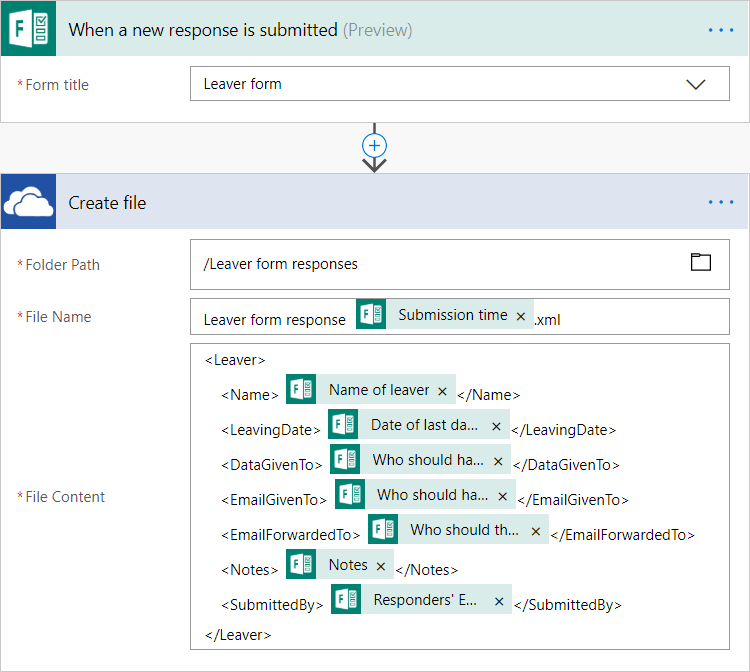 When a new response is submitted (Preview)
* Form title
Leaver form
Create file
* Folder Path
/Leaver form responses
* File Name
Leaver form response Submission time × .xml
* File Content
<Leaver>
<Name> Name of leaver × </Name>
<LeavingDate> Date of last da... × </LeavingDate>
<DataGivenTo> Who should ha... × </DataGivenTo>
<EmailGivenTo> Who should ha... × </EmailGivenTo>
<EmailForwardedTo> Who should th... × </EmailForwardedTo>
<Notes> Notes × </Notes>
<SubmittedBy> Responders' E... × </SubmittedBy>
</Leaver>